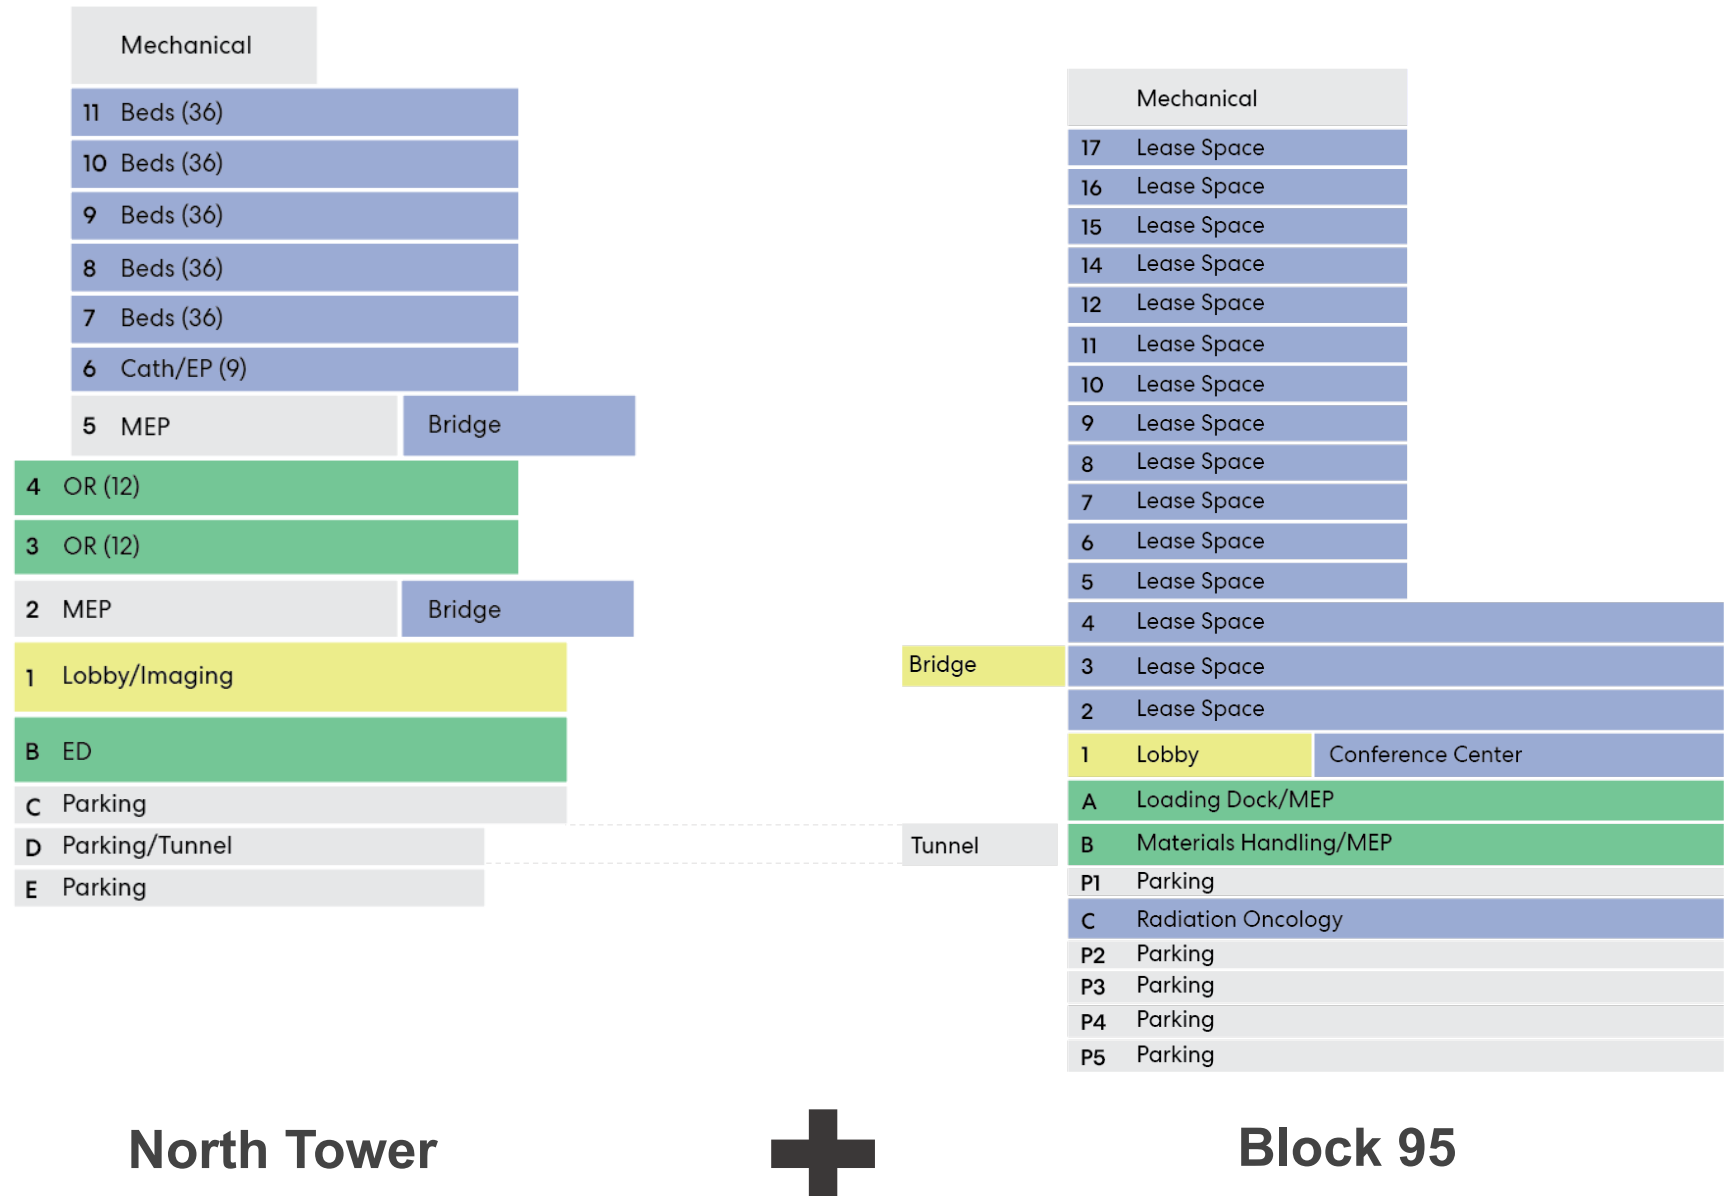 Mechanical
11 Beds (36)
10 Beds (36)
9 Beds (36)
8 Beds (36)
7 Beds (36)
6 Cath/EP (9)
5 MEP Bridge
4 OR (12)
3 OR (12)
2 MEP Bridge
1 Lobby/Imaging
B ED
C Parking
D Parking/Tunnel
E Parking
North Tower
Mechanical
17 Lease Space
16 Lease Space
15 Lease Space
14 Lease Space
12 Lease Space
11 Lease Space
10 Lease Space
9 Lease Space
8 Lease Space
7 Lease Space
6 Lease Space
5 Lease Space
4 Lease Space
Bridge 3 Lease Space
2 Lease Space
1 Lobby Conference Center
A Loading Dock/MEP
Tunnel B Materials Handling/MEP
P1 Parking
C Radiation Oncology
P2 Parking
P3 Parking
P4 Parking
P5 Parking
Block 95